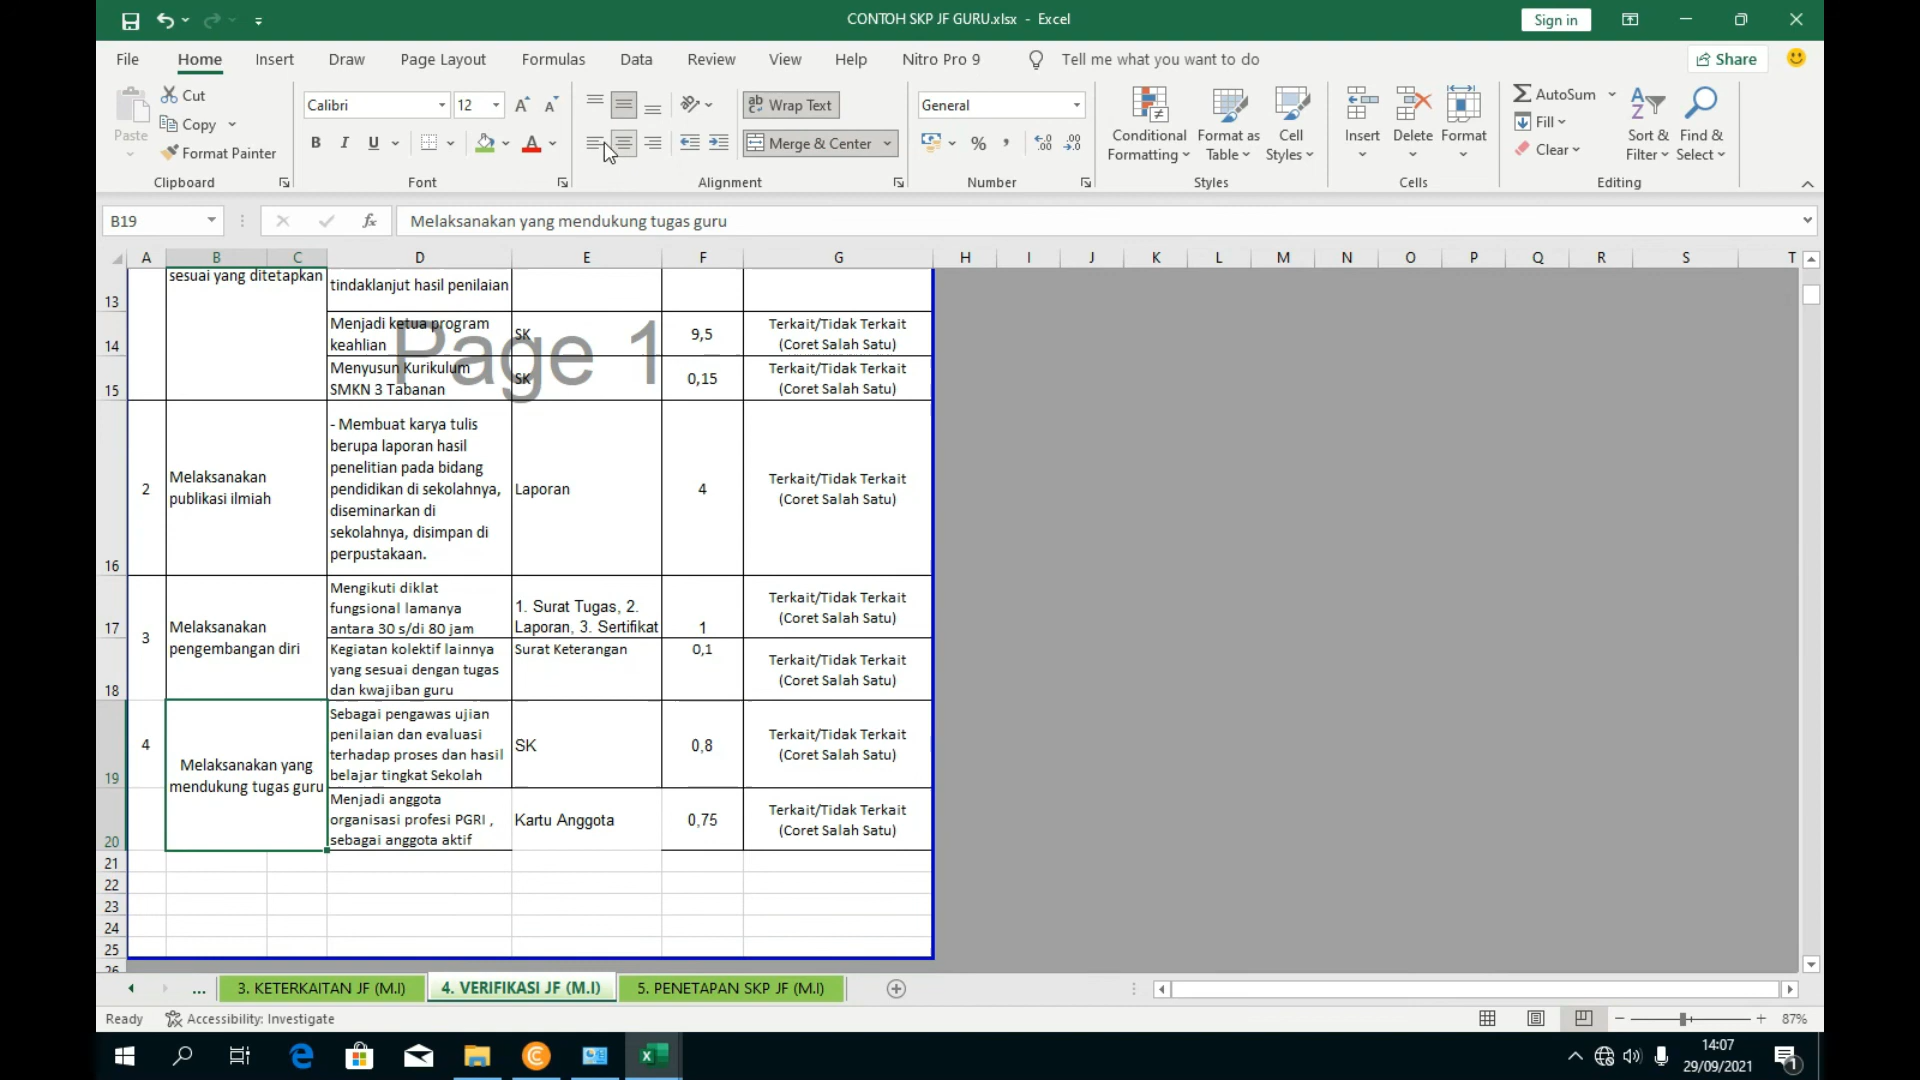 CONTOH SKP JF GURU.xlsx - Excel
Sign in
File Home Insert Draw Page Layout Formulas Data Review View Help Nitro Pro 9 Tell me what you want to do Share
Paste
Cut
Copy
Format Painter
Clipboard
Calibri 12
B I U
Font
Wrap Text
Merge & Center
Alignment
General
Number
Conditional Formatting
Format as Table
Cell Styles
Styles
Insert Delete Format
Cells
AutoSum
Fill
Clear
Sort & Filter
Find & Select
Editing
B19 fx Melaksanakan yang mendukung tugas guru
A B C D E F G H I J K L M N O P Q R S T
Page 1
13 sesuai yang ditetapkan tindaklanjut hasil penilaian
14 Menjadi ketua program keahlian SK 9,5 Terkait/Tidak Terkait (Coret Salah Satu)
15 Menyusun Kurikulum SMKN 3 Tabanan SK 0,15 Terkait/Tidak Terkait (Coret Salah Satu)
16 2 Melaksanakan publikasi ilmiah - Membuat karya tulis berupa laporan hasil penelitian pada bidang pendidikan di sekolahnya, diseminarkan di sekolahnya, disimpan di perpustakaan. Laporan 4 Terkait/Tidak Terkait (Coret Salah Satu)
17 3 Melaksanakan pengembangan diri Mengikuti diklat fungsional lamanya antara 30 s/di 80 jam 1. Surat Tugas, 2. Laporan, 3. Sertifikat 1 Terkait/Tidak Terkait (Coret Salah Satu)
18 Kegiatan kolektif lainnya yang sesuai dengan tugas dan kwajiban guru Surat Keterangan 0,1 Terkait/Tidak Terkait (Coret Salah Satu)
19 4 Melaksanakan yang mendukung tugas guru Sebagai pengawas ujian penilaian dan evaluasi terhadap proses dan hasil belajar tingkat Sekolah SK 0,8 Terkait/Tidak Terkait (Coret Salah Satu)
20 Menjadi anggota organisasi profesi PGRI , sebagai anggota aktif Kartu Anggota 0,75 Terkait/Tidak Terkait (Coret Salah Satu)
21
22
23
24
25
26
... 3. KETERKAITAN JF (M.I) 4. VERIFIKASI JF (M.I) 5. PENETAPAN SKP JF (M.I)
Ready Accessibility: Investigate 87%
14:07
29/09/2021
1